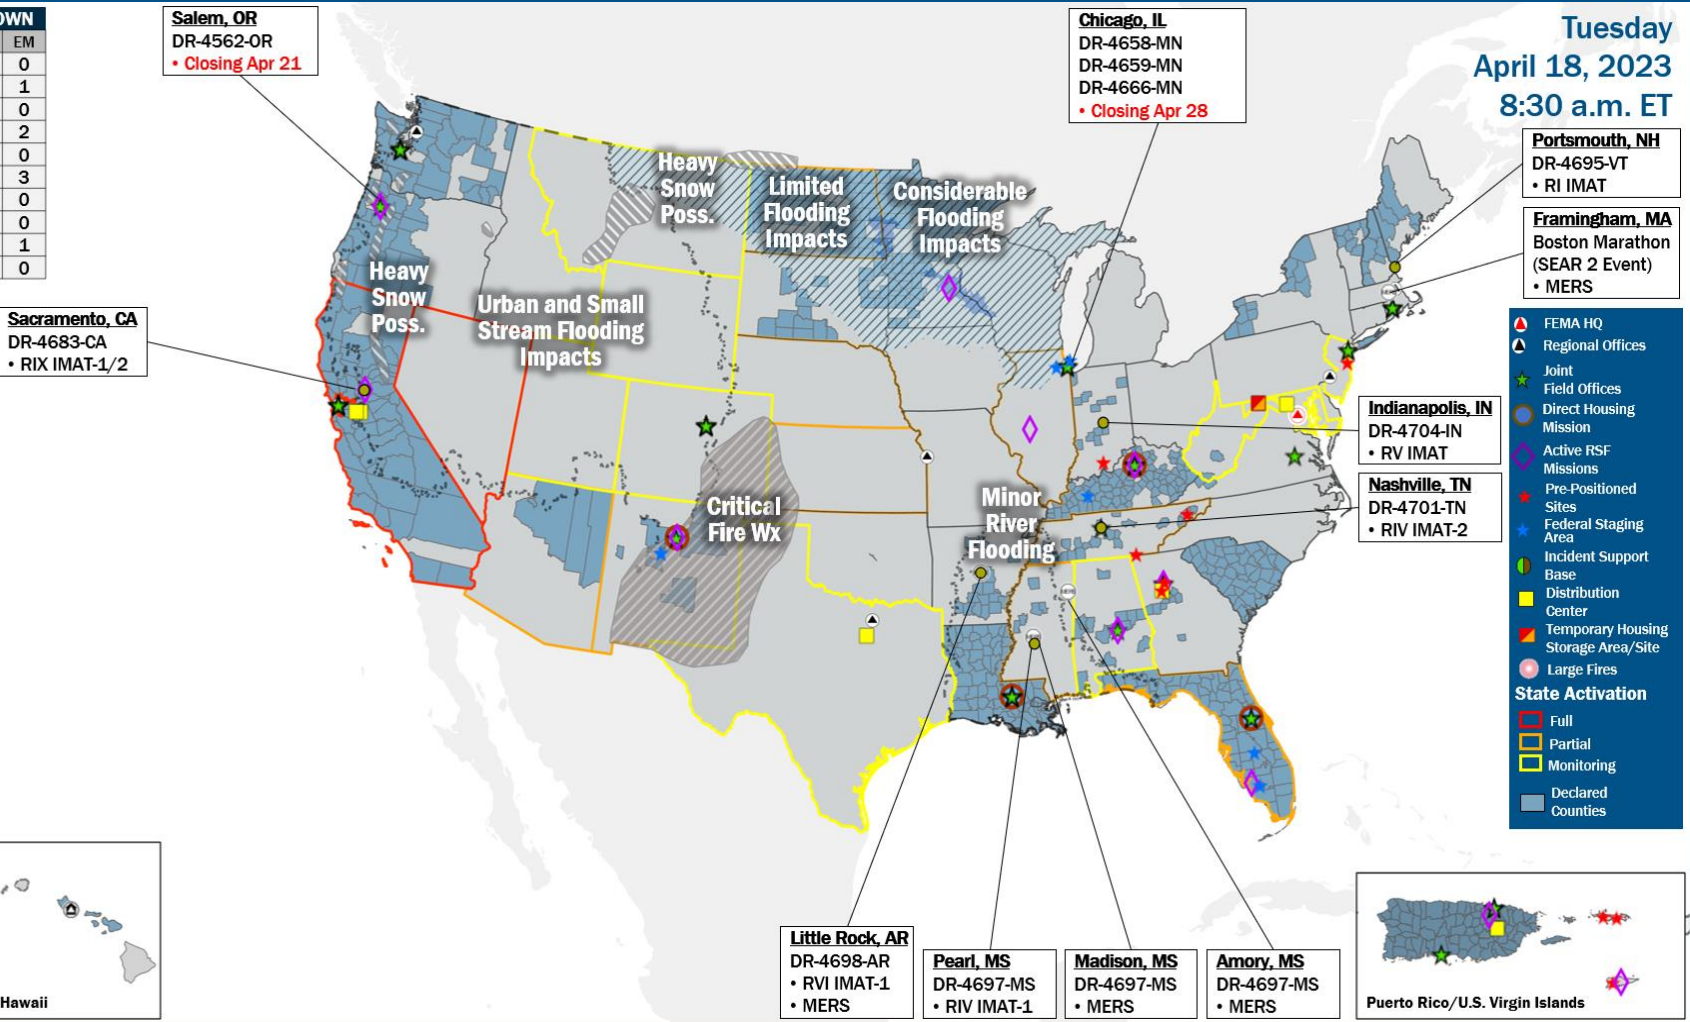 OWN
EM
0
1
0
2
0
3
0
0
1
0
Salem, OR
DR-4562-OR
• Closing Apr 21
Chicago, IL
DR-4658-MN
DR-4659-MN
DR-4666-MN
• Closing Apr 28
Tuesday
April 18, 2023
8:30 a.m. ET
Portsmouth, NH
DR-4695-VT
• RI IMAT
Framingham, MA
Boston Marathon
(SEAR 2 Event)
• MERS
Sacramento, CA
DR-4683-CA
• RIX IMAT-1/2
Heavy
Snow
Poss.
Limited
Flooding
Impacts
Considerable
Flooding
Impacts
Heavy
Snow
Poss.
Urban and Small
Stream Flooding
Impacts
Critical
Fire Wx
Minor
River
Flooding
Indianapolis, IN
DR-4704-IN
• RV IMAT
Nashville, TN
DR-4701-TN
• RIV IMAT-2
MERS
MERS
MERS
FEMA HQ
Regional Offices
Joint
Field Offices
Direct Housing
Mission
Active RSF
Missions
Pre-Positioned
Sites
Federal Staging
Area
Incident Support
Base
Distribution
Center
Temporary Housing
Storage Area/Site
Large Fires
State Activation
Full
Partial
Monitoring
Declared
Counties
Little Rock, AR
DR-4698-AR
• RVI IMAT-1
• MERS
Pearl, MS
DR-4697-MS
• RIV IMAT-1
Madison, MS
DR-4697-MS
• MERS
Amory, MS
DR-4697-MS
• MERS
Hawaii
Puerto Rico/U.S. Virgin Islands